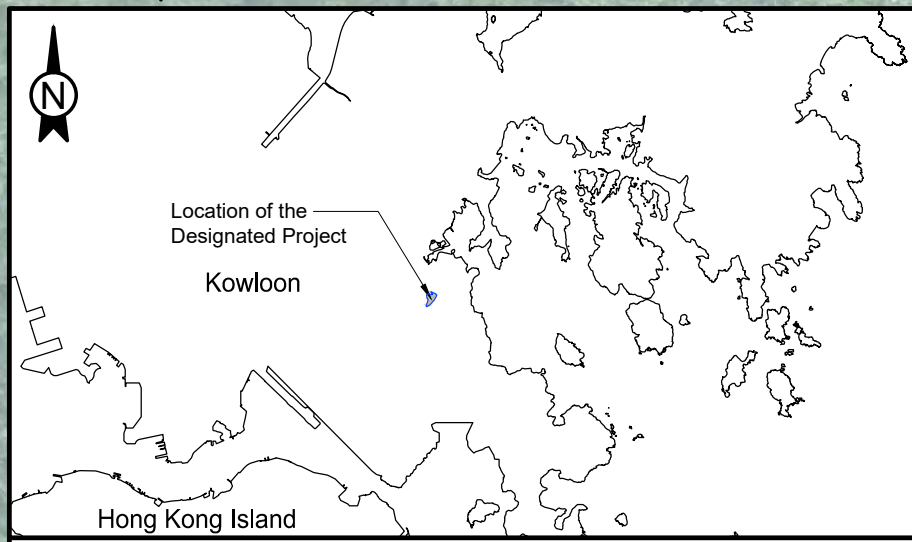 N
Location of the
Designated Project
Kowloon
Hong Kong Island